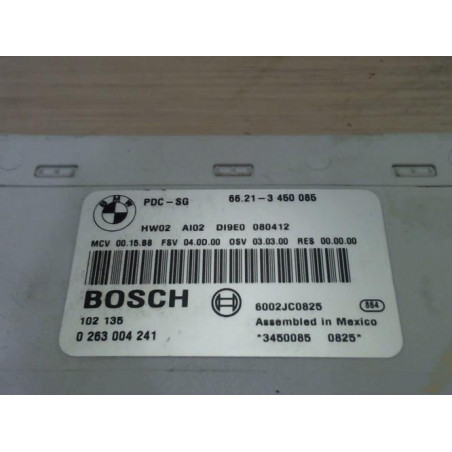 BMW
PDC-SG 66.21-3 450 085
HW02 AI02 DI9E0 080412
MCV 00.15.88 FSV 04.00.00 OSV 03.03.00 RES 00.00.00
BOSCH
6002JC0825 584
102 135 Assembled in Mexico
0 263 004 241 *3450085 0825*